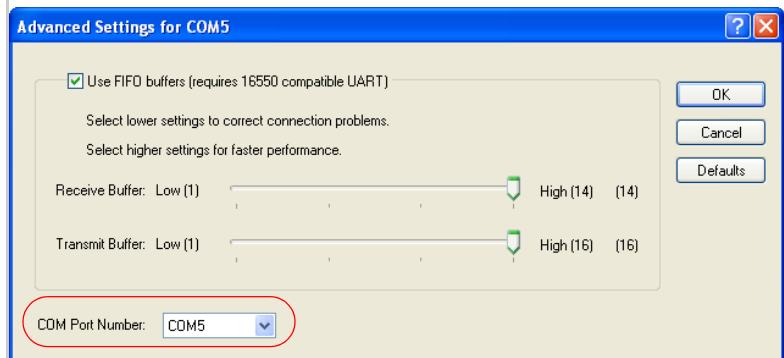 Advanced Settings for COM5
Use FIFO buffers (requires 16550 compatible UART)
OK
Select lower settings to correct connection problems.
Cancel
Select higher settings for faster performance.
Defaults
Receive Buffer: Low (1) High (14) (14)
Transmit Buffer: Low (1) High (16) (16)
COM Port Number: COM5